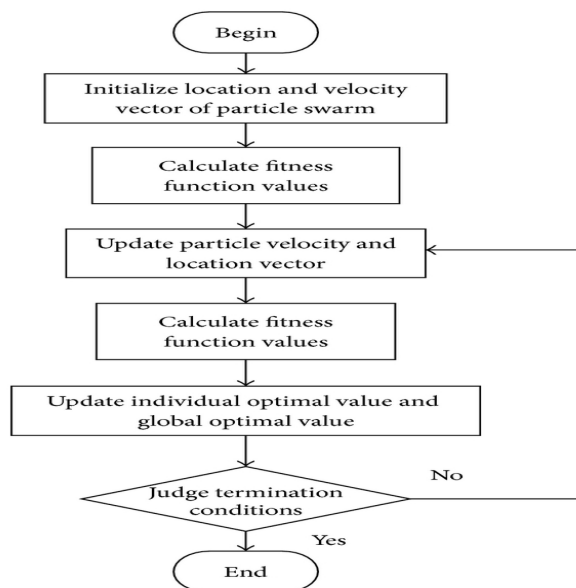 Begin
Initialize location and velocity
vector of particle swarm
Calculate fitness
function values
Update particle velocity and
location vector
Calculate fitness
function values
Update individual optimal value and
global optimal value
Judge termination
conditions
No
Yes
End